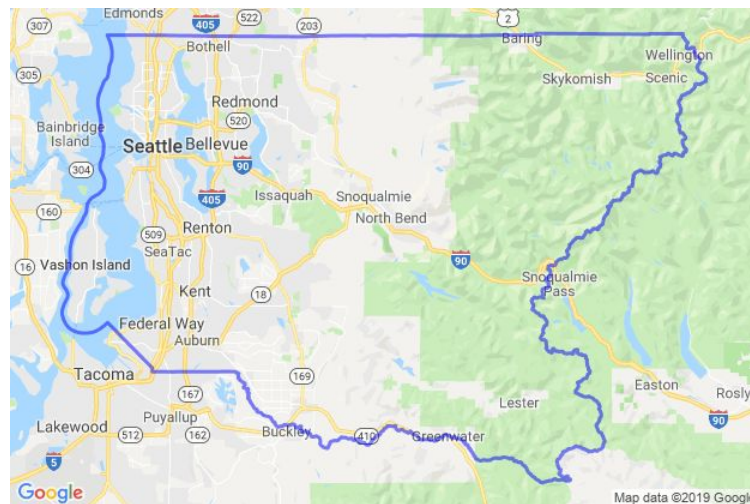 Edmonds
307
405
522
203
2
Bothell
Baring
Wellington
305
Skykomish
Scenic
Redmond
Bainbridge
Island
520
Seattle
Bellevue
90
304
405
Issaquah
Snoqualmie
North Bend
160
509
Renton
SeaTac
16
Vashon Island
90
Snoqualmie
Pass
Kent
18
Federal Way
Auburn
Tacoma
169
167
Easton
Rosly
Lester
Puyallup
Lakewood
512
162
Buckley
410
Greenwater
90
5
Google
Map data ©2019 Google